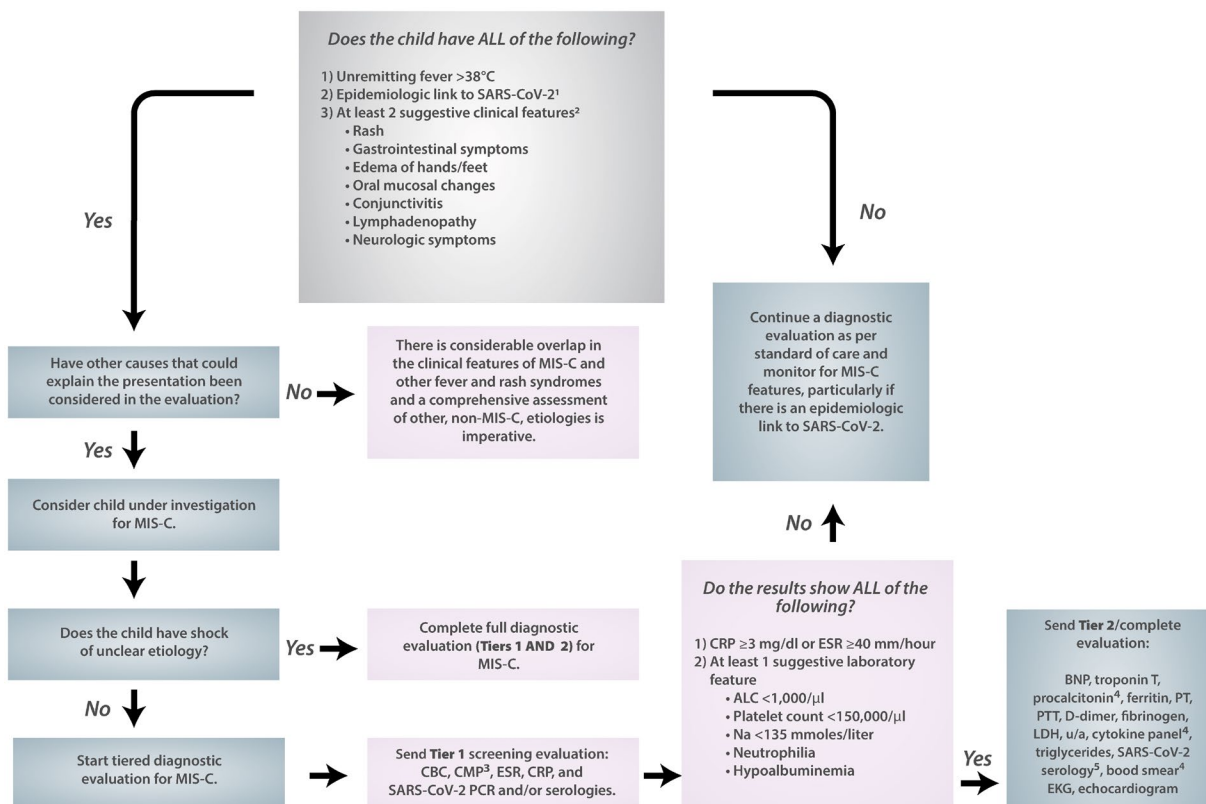 Does the child have ALL of the following?
1) Unremitting fever >38°C
2) Epidemiologic link to SARS-CoV-2¹
3) At least 2 suggestive clinical features²
• Rash
• Gastrointestinal symptoms
• Edema of hands/feet
• Oral mucosal changes
• Conjunctivitis
• Lymphadenopathy
• Neurologic symptoms
Yes
No
Have other causes that could
explain the presentation been
considered in the evaluation?
No
There is considerable overlap in
the clinical features of MIS-C and
other fever and rash syndromes
and a comprehensive assessment
of other, non-MIS-C, etiologies is
imperative.
Continue a diagnostic
evaluation as per
standard of care and
monitor for MIS-C
features, particularly if
there is an epidemiologic
link to SARS-CoV-2.
Yes
Consider child under investigation
for MIS-C.
Does the child have shock
of unclear etiology?
Yes
Complete full diagnostic
evaluation (Tiers 1 AND 2) for
MIS-C.
No
Start tiered diagnostic
evaluation for MIS-C.
Send Tier 1 screening evaluation:
CBC, CMP³, ESR, CRP, and
SARS-CoV-2 PCR and/or serologies.
No
Do the results show ALL of the
following?
1) CRP ≥3 mg/dl or ESR ≥40 mm/hour
2) At least 1 suggestive laboratory
feature
• ALC <1,000/µl
• Platelet count <150,000/µl
• Na <135 mmoles/liter
• Neutrophilia
• Hypoalbuminemia
Yes
Send Tier 2/complete
evaluation:
BNP, troponin T,
procalcitonin⁴, ferritin, PT,
PTT, D-dimer, fibrinogen,
LDH, u/a, cytokine panel⁴,
triglycerides, SARS-CoV-2
serology⁵, bood smear⁴
EKG, echocardiogram